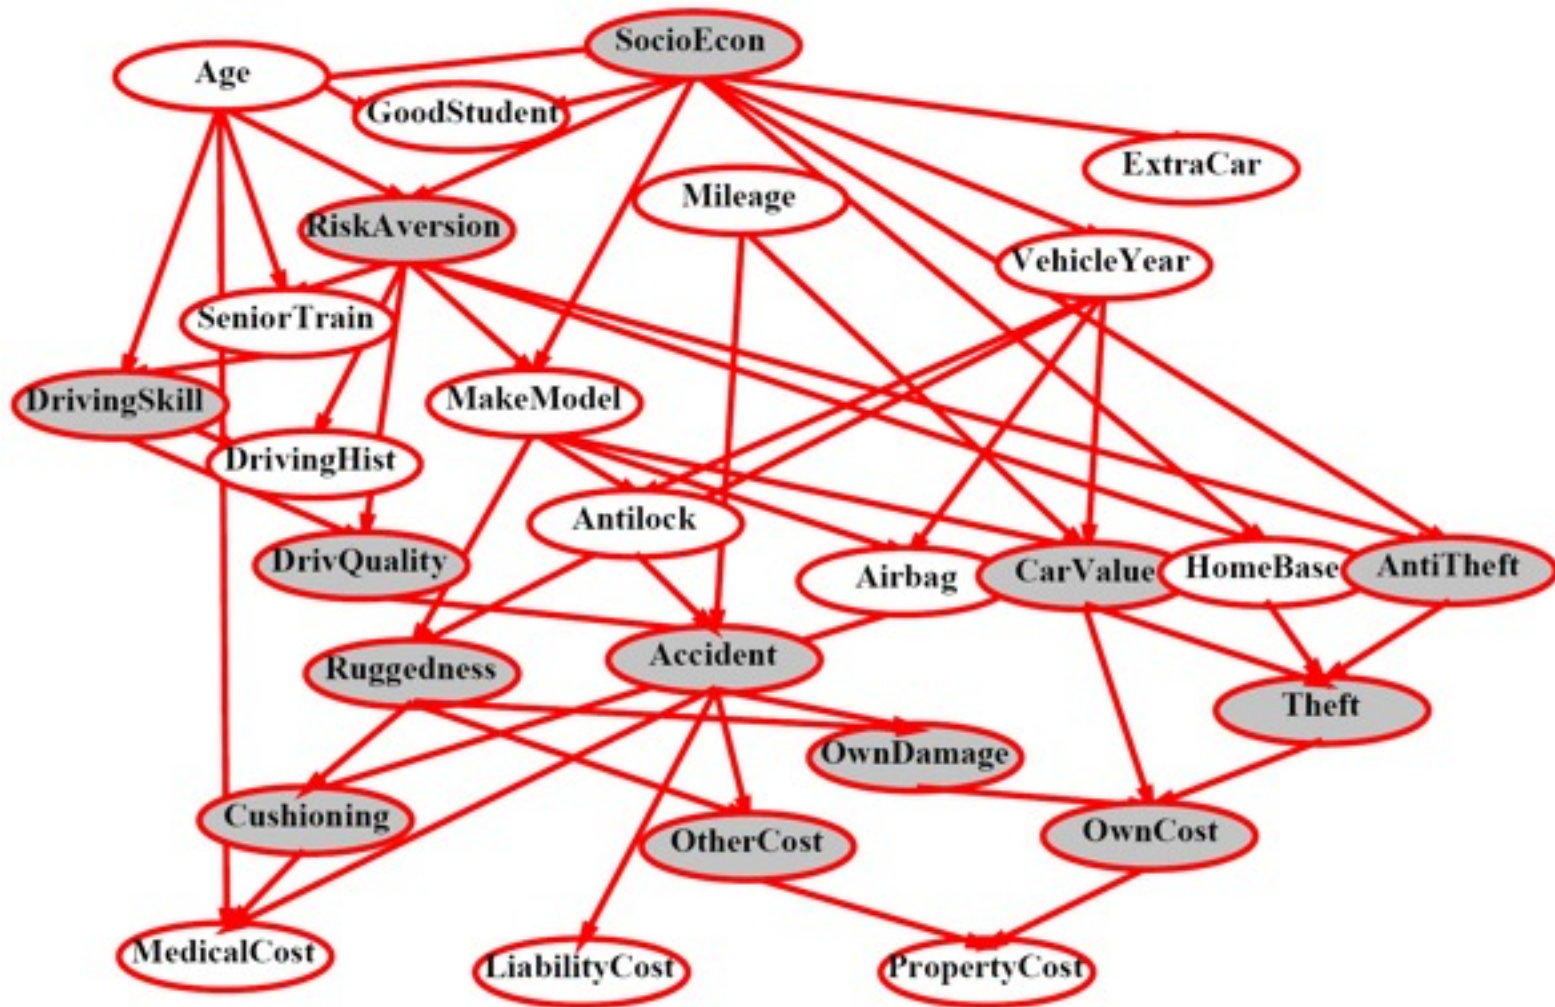 SocioEcon
Age
GoodStudent
ExtraCar
Mileage
RiskAversion
VehicleYear
SeniorTrain
DrivingSkill
MakeModel
DrivingHist
Antilock
DrivQuality
Airbag
CarValue
HomeBase
AntiTheft
Ruggedness
Accident
Theft
OwnDamage
Cushioning
OtherCost
OwnCost
MedicalCost
LiabilityCost
PropertyCost